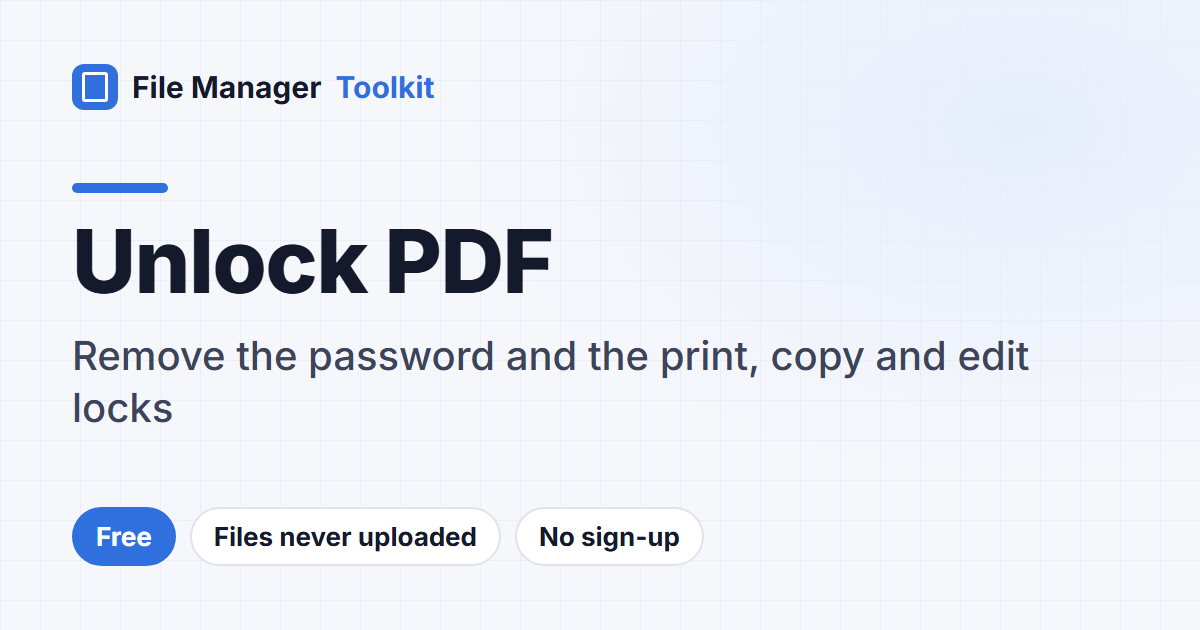 File Manager Toolkit
Unlock PDF
Remove the password and the print, copy and edit
locks
Free
Files never uploaded
No sign-up